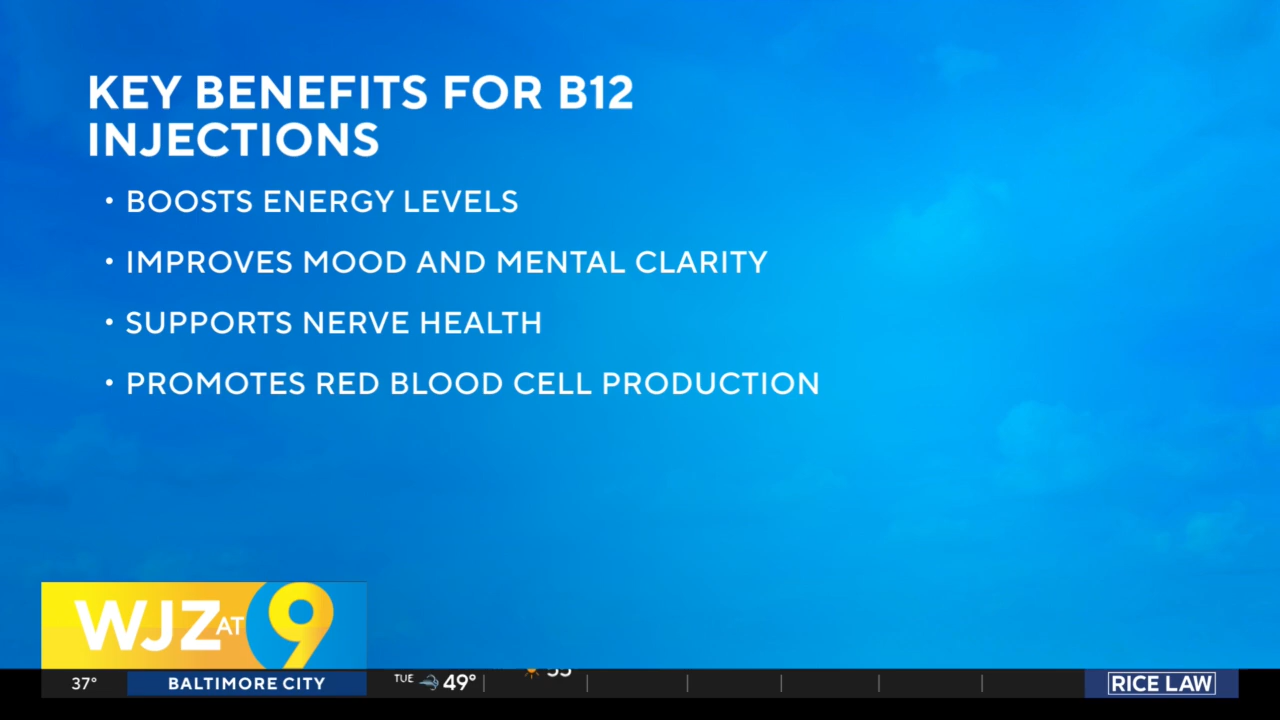 KEY BENEFITS FOR B12
INJECTIONS
• BOOSTS ENERGY LEVELS
• IMPROVES MOOD AND MENTAL CLARITY
• SUPPORTS NERVE HEALTH
• PROMOTES RED BLOOD CELL PRODUCTION
WJZ AT 9
37° BALTIMORE CITY TUE 49° RICE LAW